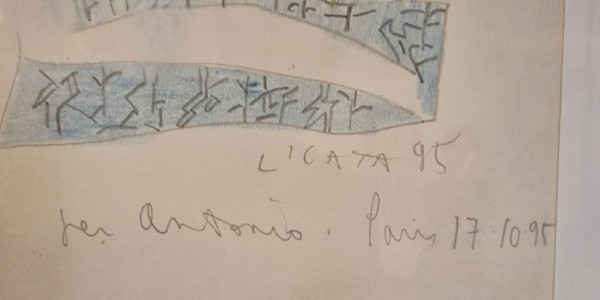 LICATA 95
per Antonio. Paris 17.10.95